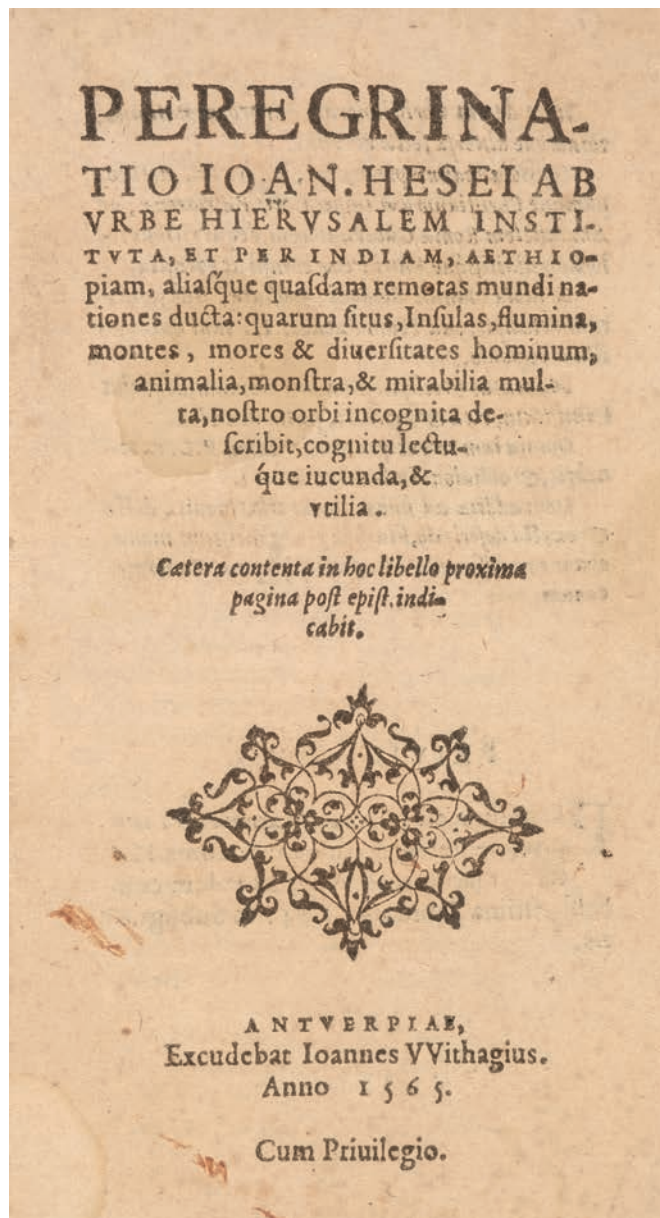 PEREGRINA-
TIO IOAN. HESEI AB
VRBE HIERVSALEM INSTI-
TVTA, ET PER INDIAM, AETHIO-
piam, aliaſq́ue quaſdam remotas mundi na-
tiones ducta: quarum ſitus, Inſulas, flumina,
montes, mores & diuerſitates hominum,
animalia, monſtra, & mirabilia mul-
ta, noſtro orbi incognita de-
ſcribit, cognitu lectu-
q́ue iucunda, &
vtilia.
Cætera contenta in hoc libello proxima
pagina poſt epiſt. indi-
cabit.
ANTVERPIAE,
Excudebat Ioannes VVithagius.
Anno 1565.
Cum Priuilegio.